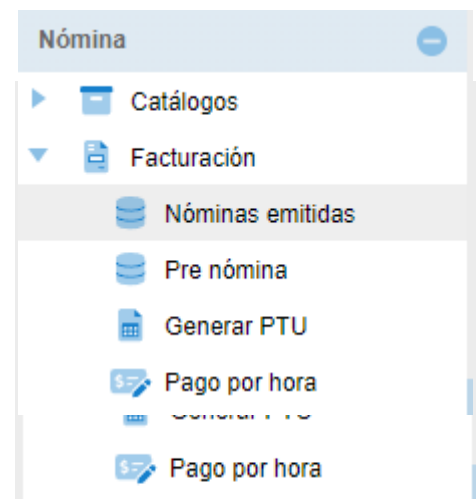 Nómina
Catálogos
Facturación
Nóminas emitidas
Pre nómina
Generar PTU
Pago por hora
Pago por hora